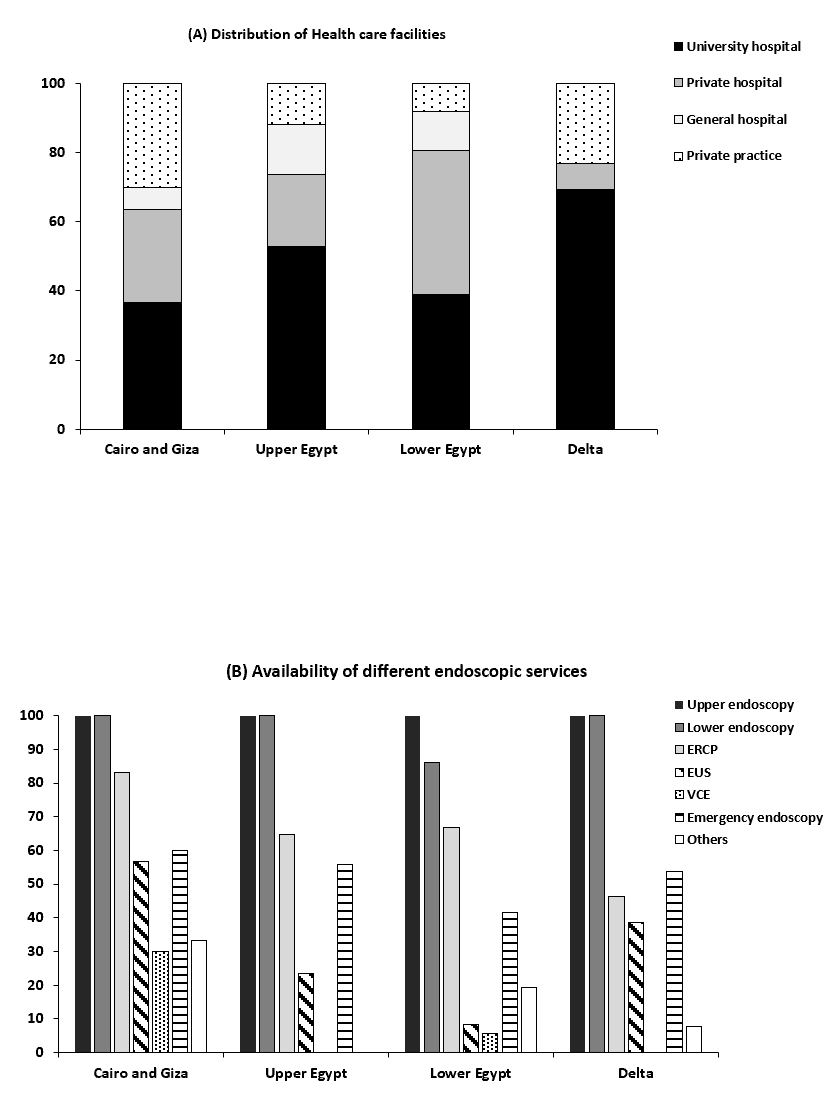 (A) Distribution of Health care facilities
University hospital
Private hospital
General hospital
Private practice
100
80
60
40
20
0
Cairo and Giza Upper Egypt Lower Egypt Delta
(B) Availability of different endoscopic services
Upper endoscopy
Lower endoscopy
ERCP
EUS
VCE
Emergency endoscopy
Others
100
90
80
70
60
50
40
30
20
10
0
Cairo and Giza Upper Egypt Lower Egypt Delta